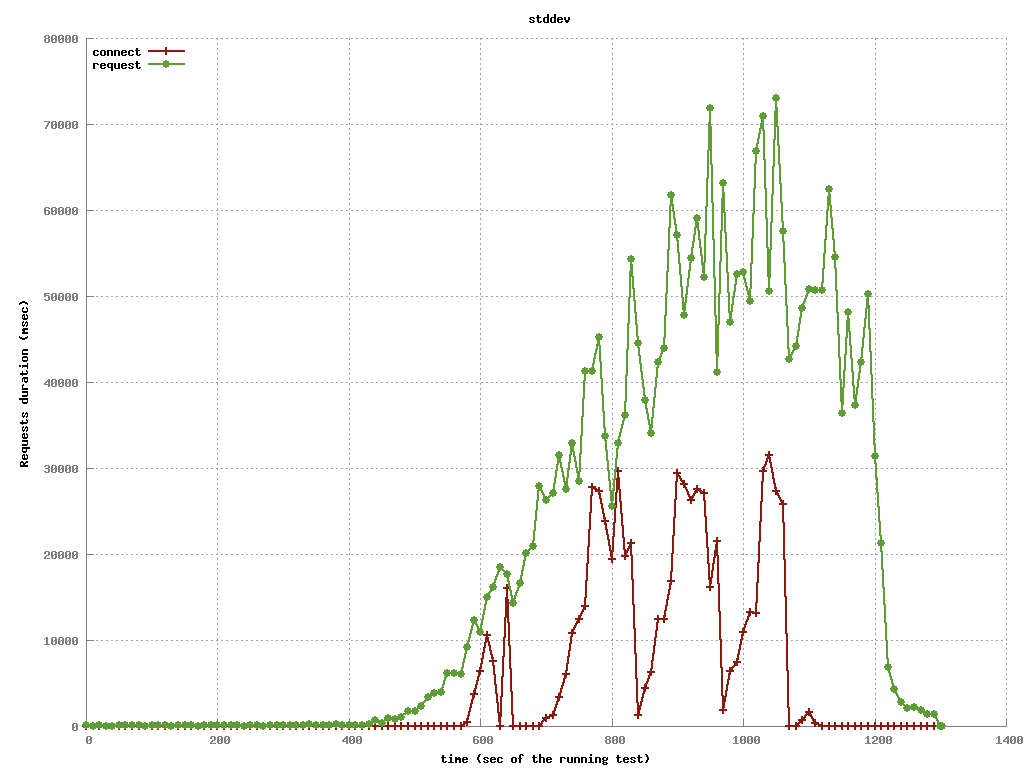 stddev
80000
connect
request
70000
60000
50000
40000
30000
20000
10000
0
Requests duration (msec)
0 200 400 600 800 1000 1200 1400
time (sec of the running test)